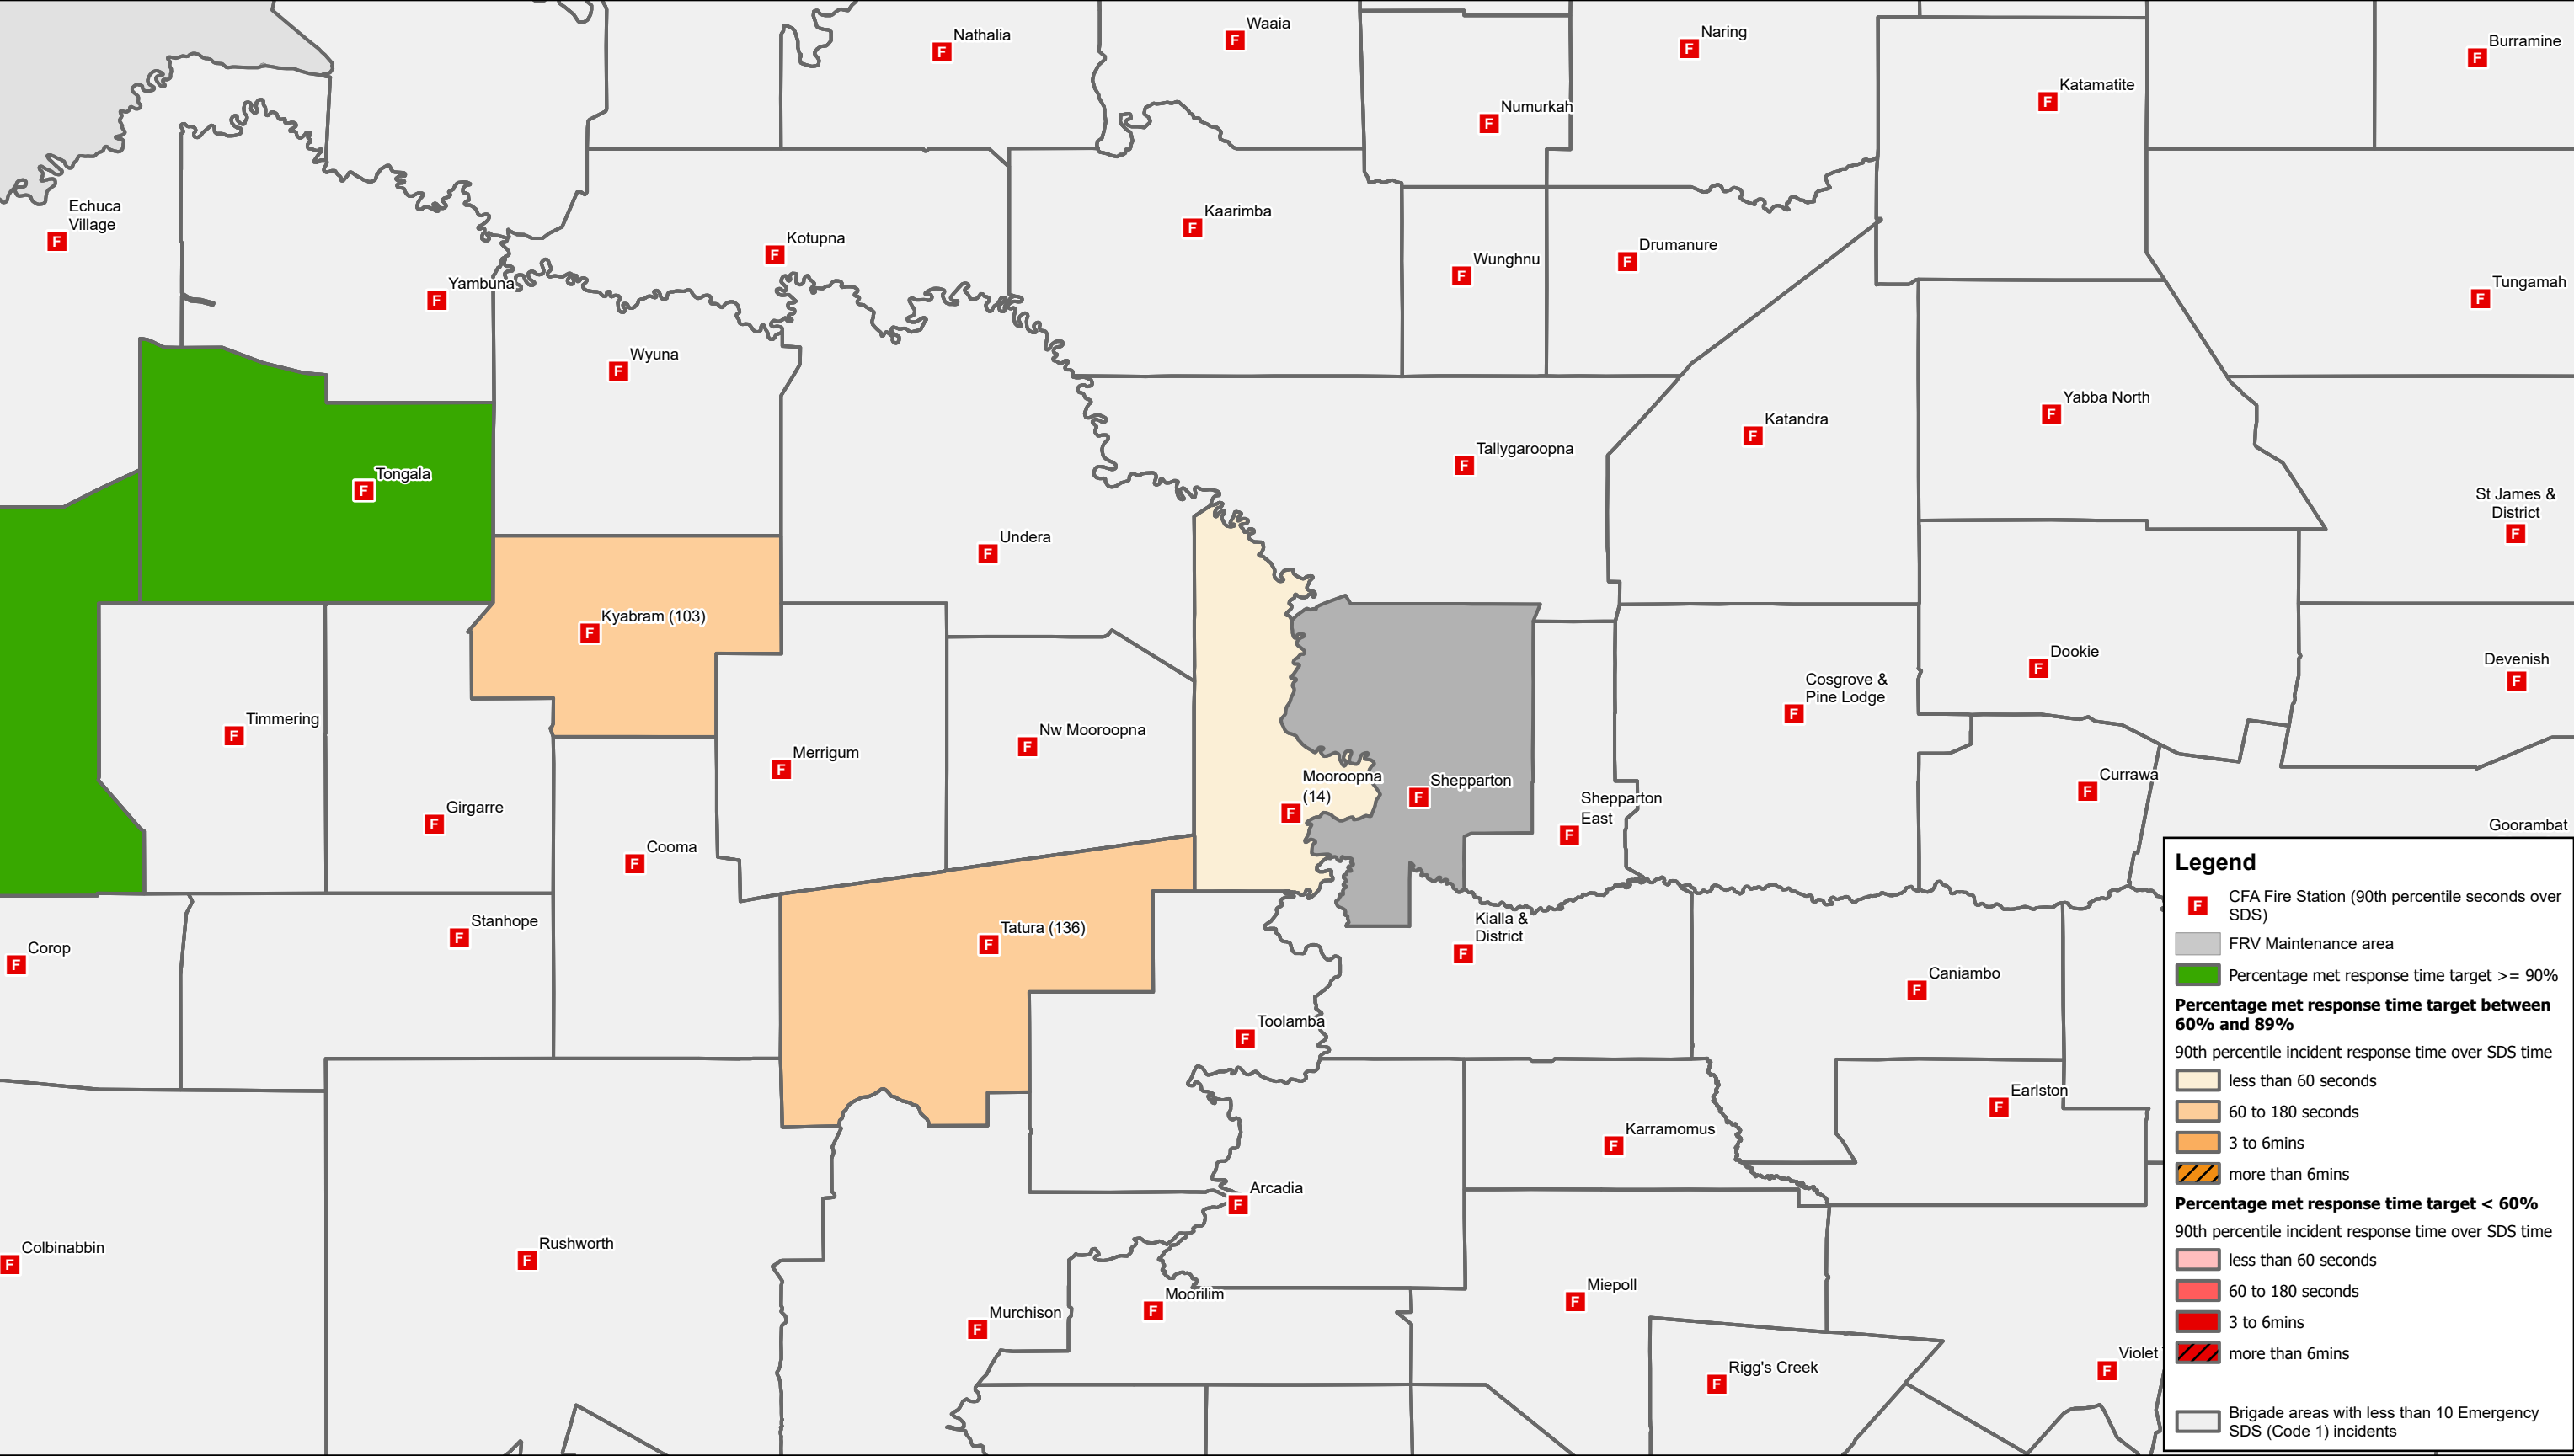 Nathalia
Waaia
Naring
Burramine
Katamatite
Numurkah
Echuca
Village
Kaarimba
Kotupna
Drumanure
Wunghnu
Yambuna
Tungamah
Wyuna
Yabba North
Katandra
Tallygaroopna
Tongala
St James &
District
Undera
Kyabram (103)
Dookie
Devenish
Cosgrove &
Pine Lodge
Timmering
Nw Mooroopna
Merrigum
Mooroopna
(14)
Shepparton
Currawa
Shepparton
East
Girgarre
Goorambat
Cooma
Stanhope
Tatura (136)
Kialla &
District
Corop
Caniambo
Toolamba
Earlston
Karramomus
Arcadia
Colbinabbin
Rushworth
Miepoll
Moorilim
Murchison
Rigg's Creek
Violet
Legend
CFA Fire Station (90th percentile seconds over
SDS)
FRV Maintenance area
Percentage met response time target >= 90%
Percentage met response time target between
60% and 89%
90th percentile incident response time over SDS time
less than 60 seconds
60 to 180 seconds
3 to 6mins
more than 6mins
Percentage met response time target < 60%
90th percentile incident response time over SDS time
less than 60 seconds
60 to 180 seconds
3 to 6mins
more than 6mins
Brigade areas with less than 10 Emergency
SDS (Code 1) incidents